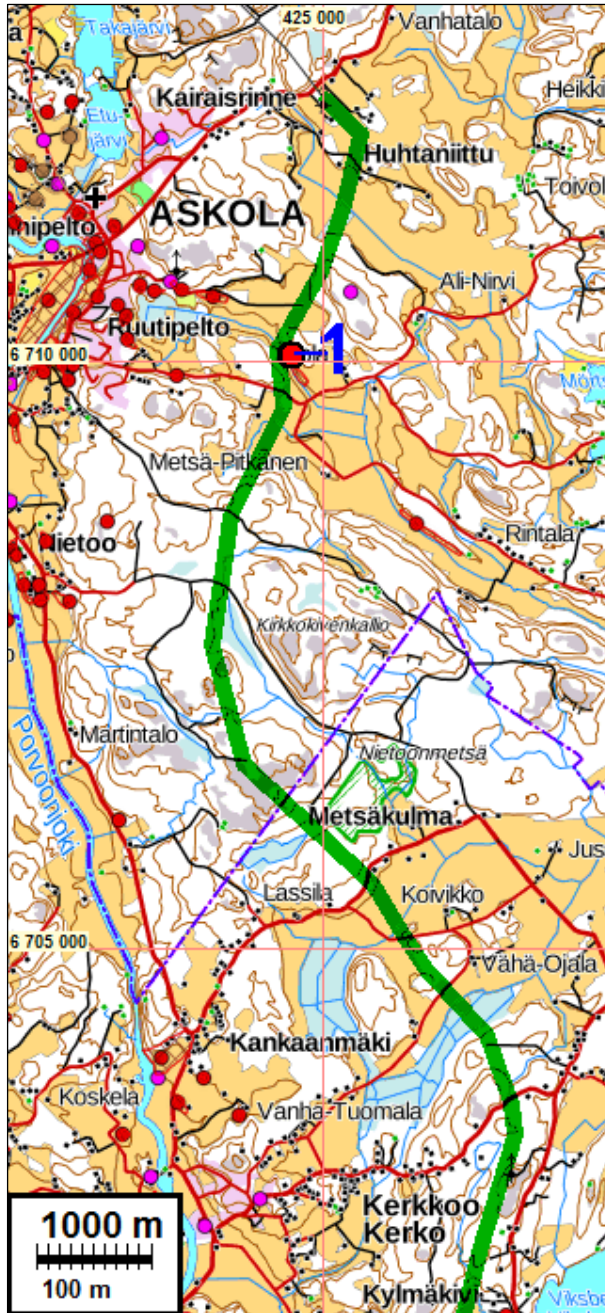 425 000
Vanhatalo
Takajärvi
Kairaisrinne
Heikki
Etu-
järvi
Huhtaniittu
Toivol
ASKOLA
nipelto
Ali-Nirvi
Ruutipelto
1
6 710 000
Metsä-Pitkänen
Rintala
Nietoo
Kirkkokivenkallio
Porvoonjoki
Martintalo
Nietoonmetsä
Metsäkulma
Jus
Lassila
Koivikko
6 705 000
Vähä-Ojala
Kankaanmäki
Koskela
Vanha-Tuomala
1000 m
100 m
Kerkkoo
Kerko
Kylmäkivi
Viksbe